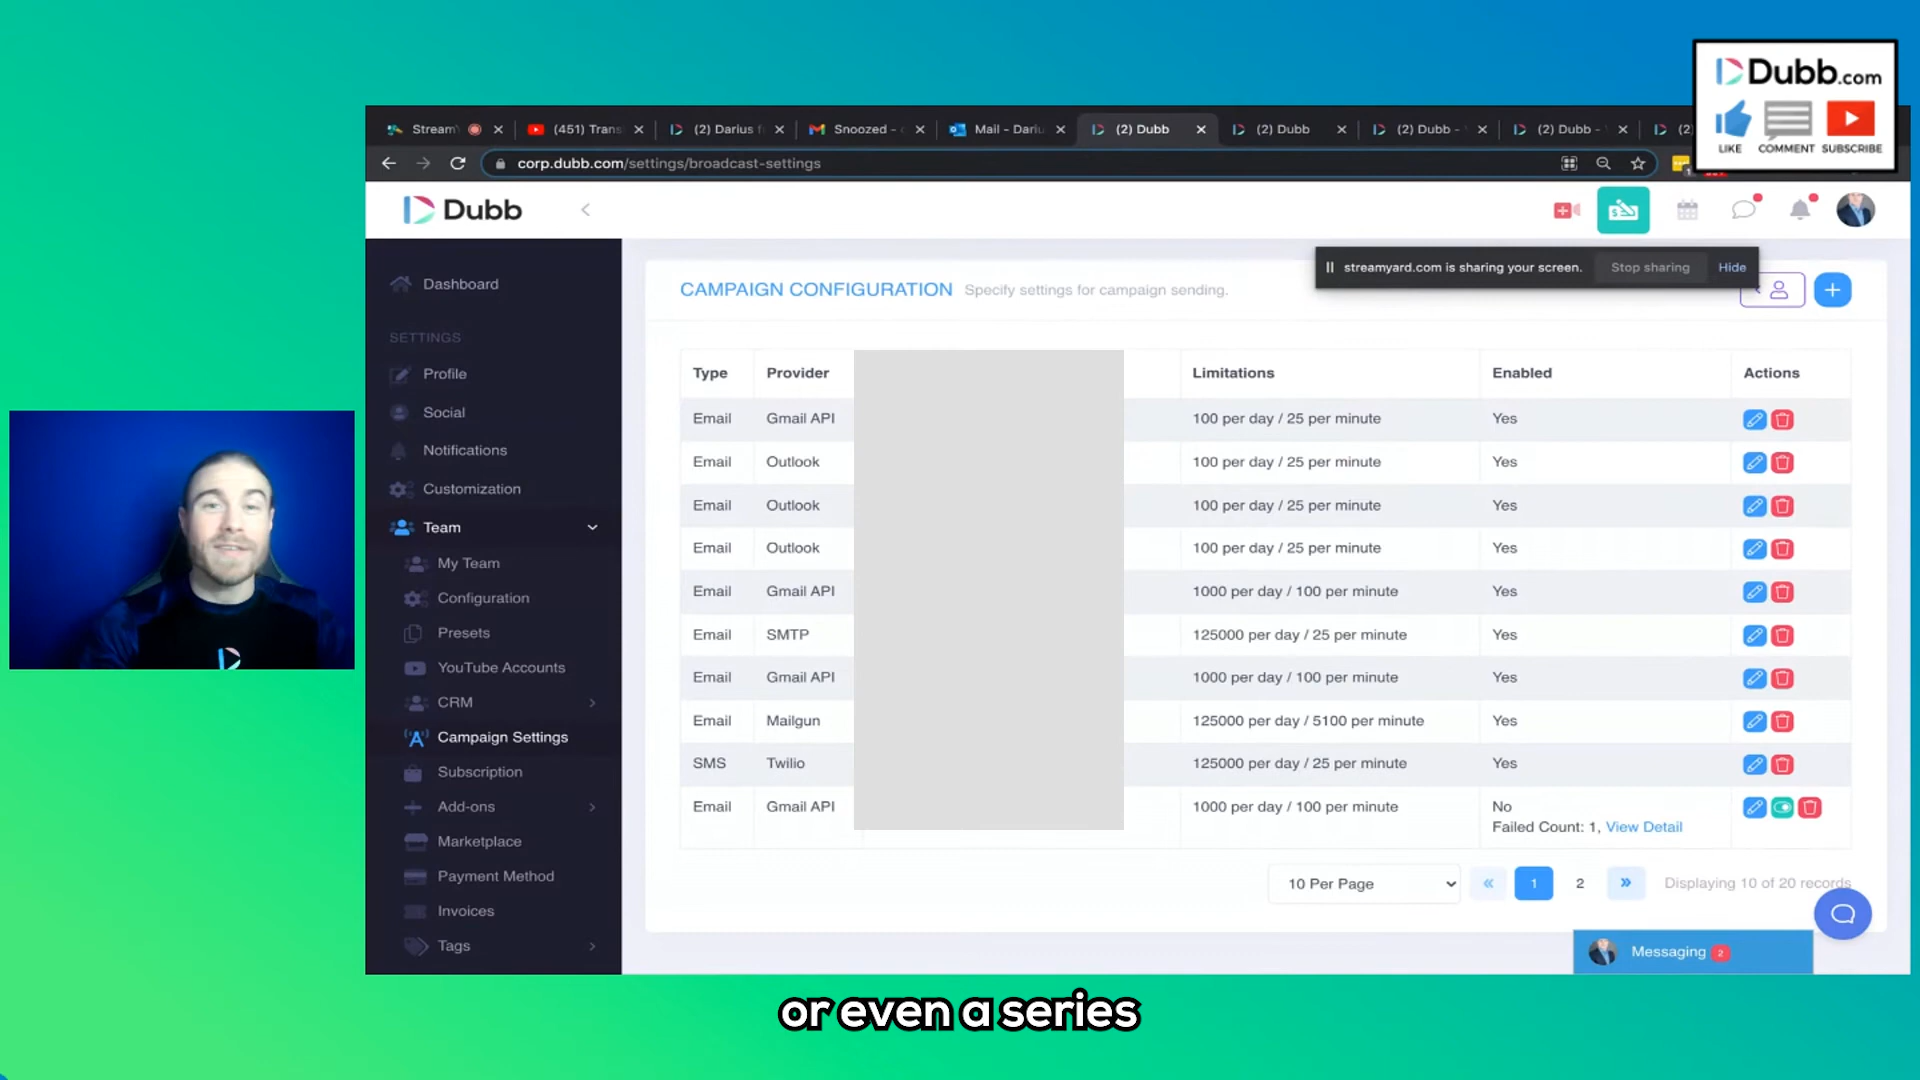 Dubb.com
LIKE COMMENT SUBSCRIBE
Stream
(451) Trans
(2) Darius f
Snoozed -
Mail - Dariu
(2) Dubb
(2) Dubb
(2) Dubb -
(2) Dubb -
(2)
corp.dubb.com/settings/broadcast-settings
Dubb
streamyard.com is sharing your screen. Stop sharing Hide
Dashboard
SETTINGS
Profile
Social
Notifications
Customization
Team
My Team
Configuration
Presets
YouTube Accounts
CRM
Campaign Settings
Subscription
Add-ons
Marketplace
Payment Method
Invoices
Tags
CAMPAIGN CONFIGURATION Specify settings for campaign sending.
Type Provider Limitations Enabled Actions
Email Gmail API 100 per day / 25 per minute Yes
Email Outlook 100 per day / 25 per minute Yes
Email Outlook 100 per day / 25 per minute Yes
Email Outlook 100 per day / 25 per minute Yes
Email Gmail API 1000 per day / 100 per minute Yes
Email SMTP 125000 per day / 25 per minute Yes
Email Gmail API 1000 per day / 100 per minute Yes
Email Mailgun 125000 per day / 5100 per minute Yes
SMS Twilio 125000 per day / 25 per minute Yes
Email Gmail API 1000 per day / 100 per minute No
Failed Count: 1, View Detail
10 Per Page « 1 2 » Displaying 10 of 20 records
Messaging 2
or even a series